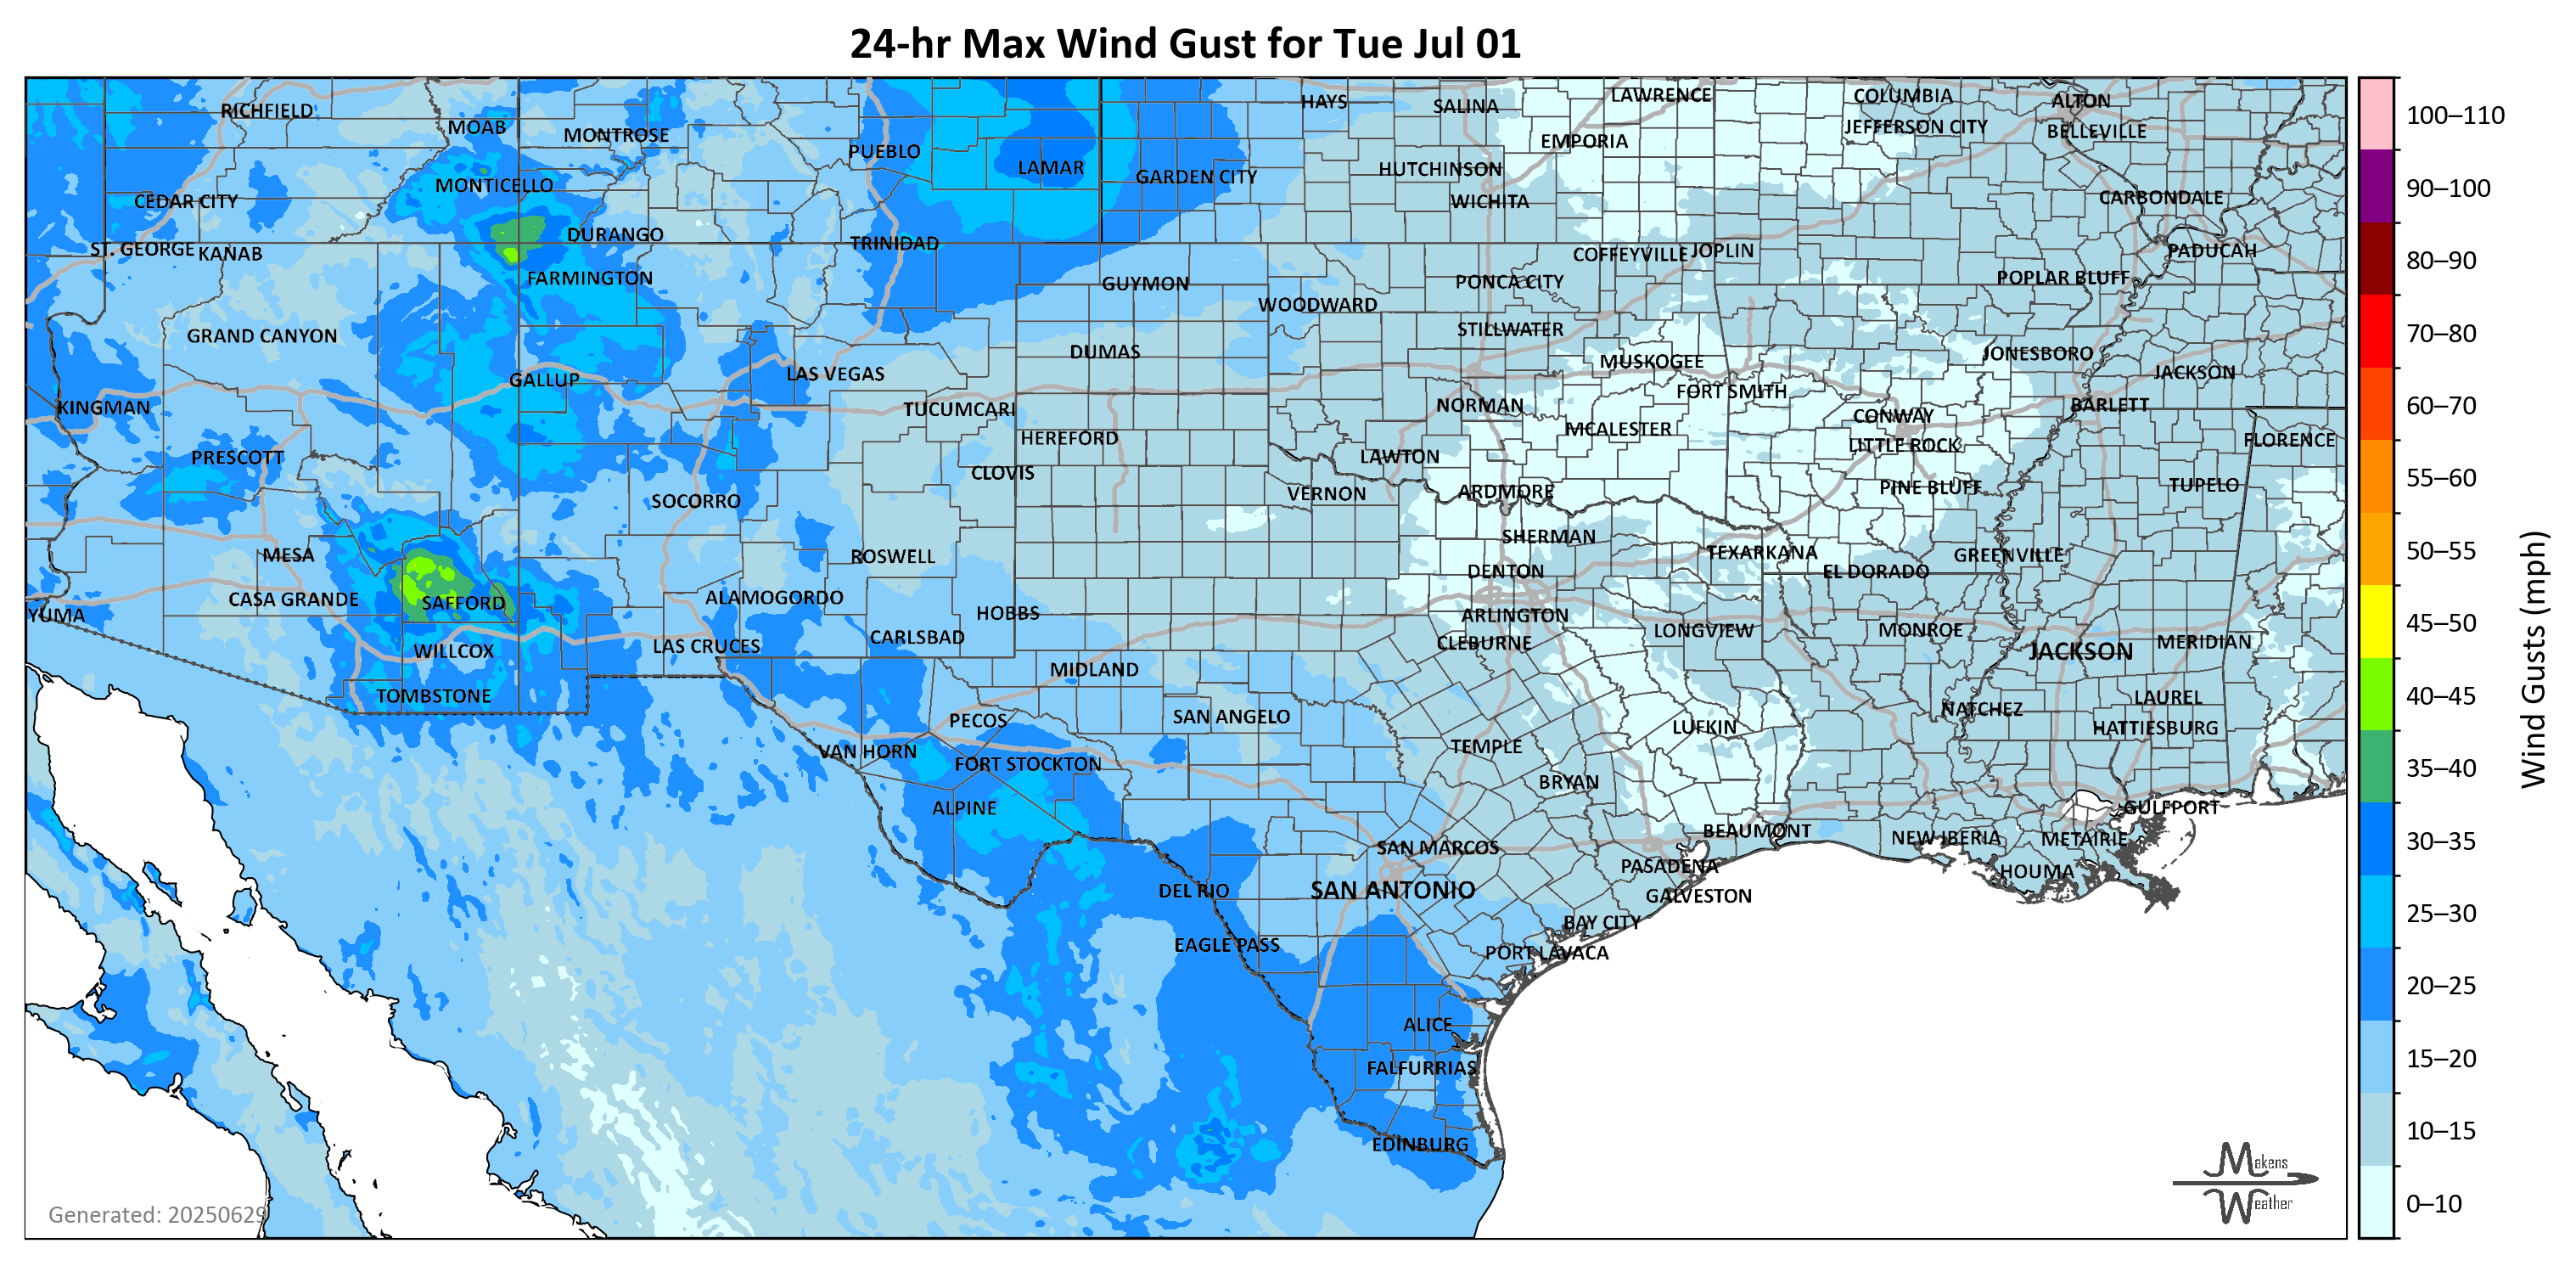 24-hr Max Wind Gust for Tue Jul 01
RICHFIELD
MOAB
MONTROSE
PUEBLO
LAMAR
HAYS
SALINA
LAWRENCE
COLUMBIA
ALTON
JEFFERSON CITY
BELLEVILLE
EMPORIA
HUTCHINSON
GARDEN CITY
MONTICELLO
CEDAR CITY
WICHITA
CARBONDALE
DURANGO
TRINIDAD
ST. GEORGE
KANAB
COFFEYVILLE
JOPLIN
PADUCAH
FARMINGTON
GUYMON
PONCA CITY
POPLAR BLUFF
WOODWARD
STILLWATER
GRAND CANYON
DUMAS
MUSKOGEE
JONESBORO
GALLUP
LAS VEGAS
FORT SMITH
JACKSON
KINGMAN
TUCUMCARI
NORMAN
CONWAY
BARLETT
MCALESTER
LITTLE ROCK
FLORENCE
HEREFORD
PRESCOTT
CLOVIS
LAWTON
SOCORRO
VERNON
ARDMORE
PINE BLUFF
TUPELO
MESA
ROSWELL
SHERMAN
TEXARKANA
GREENVILLE
DENTON
EL DORADO
CASA GRANDE
SAFFORD
ALAMOGORDO
YUMA
HOBBS
ARLINGTON
WILLCOX
LAS CRUCES
CARLSBAD
CLEBURNE
LONGVIEW
MONROE
JACKSON
MERIDIAN
MIDLAND
TOMBSTONE
LAUREL
PECOS
SAN ANGELO
NATCHEZ
HATTIESBURG
LUFKIN
VAN HORN
FORT STOCKTON
TEMPLE
BRYAN
ALPINE
GULFPORT
SAN MARCOS
BEAUMONT
NEW IBERIA
METAIRIE
PASADENA
HOUMA
DEL RIO
SAN ANTONIO
GALVESTON
BAY CITY
EAGLE PASS
PORT LAVACA
ALICE
FALFURRIAS
EDINBURG
100–110
90–100
80–90
70–80
60–70
55–60
50–55
45–50
40–45
35–40
30–35
25–30
20–25
15–20
10–15
0–10
Wind Gusts (mph)
Generated: 20250629
Makens
Weather